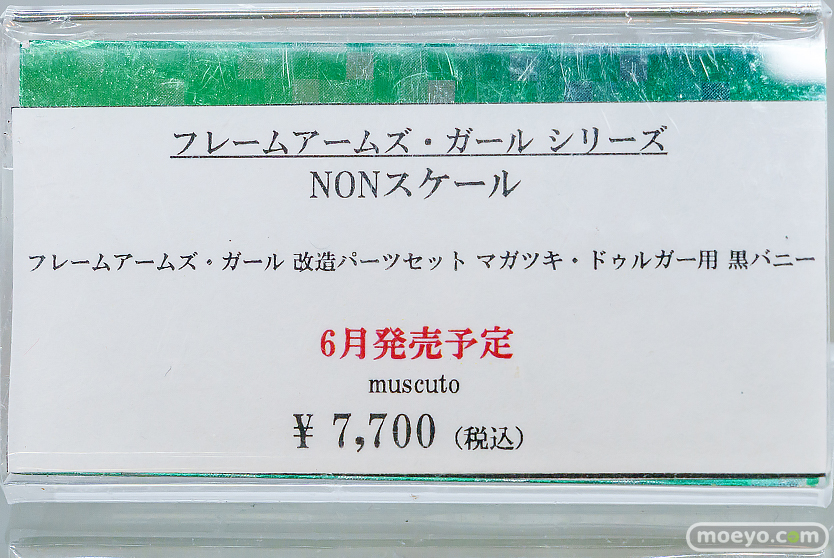 フレームアームズ・ガール シリーズ
NONスケール
フレームアームズ・ガール 改造パーツセット マガツキ・ドゥルガー用 黒バニー
6月発売予定
muscuto
¥ 7,700 (税込)
moeyo.com